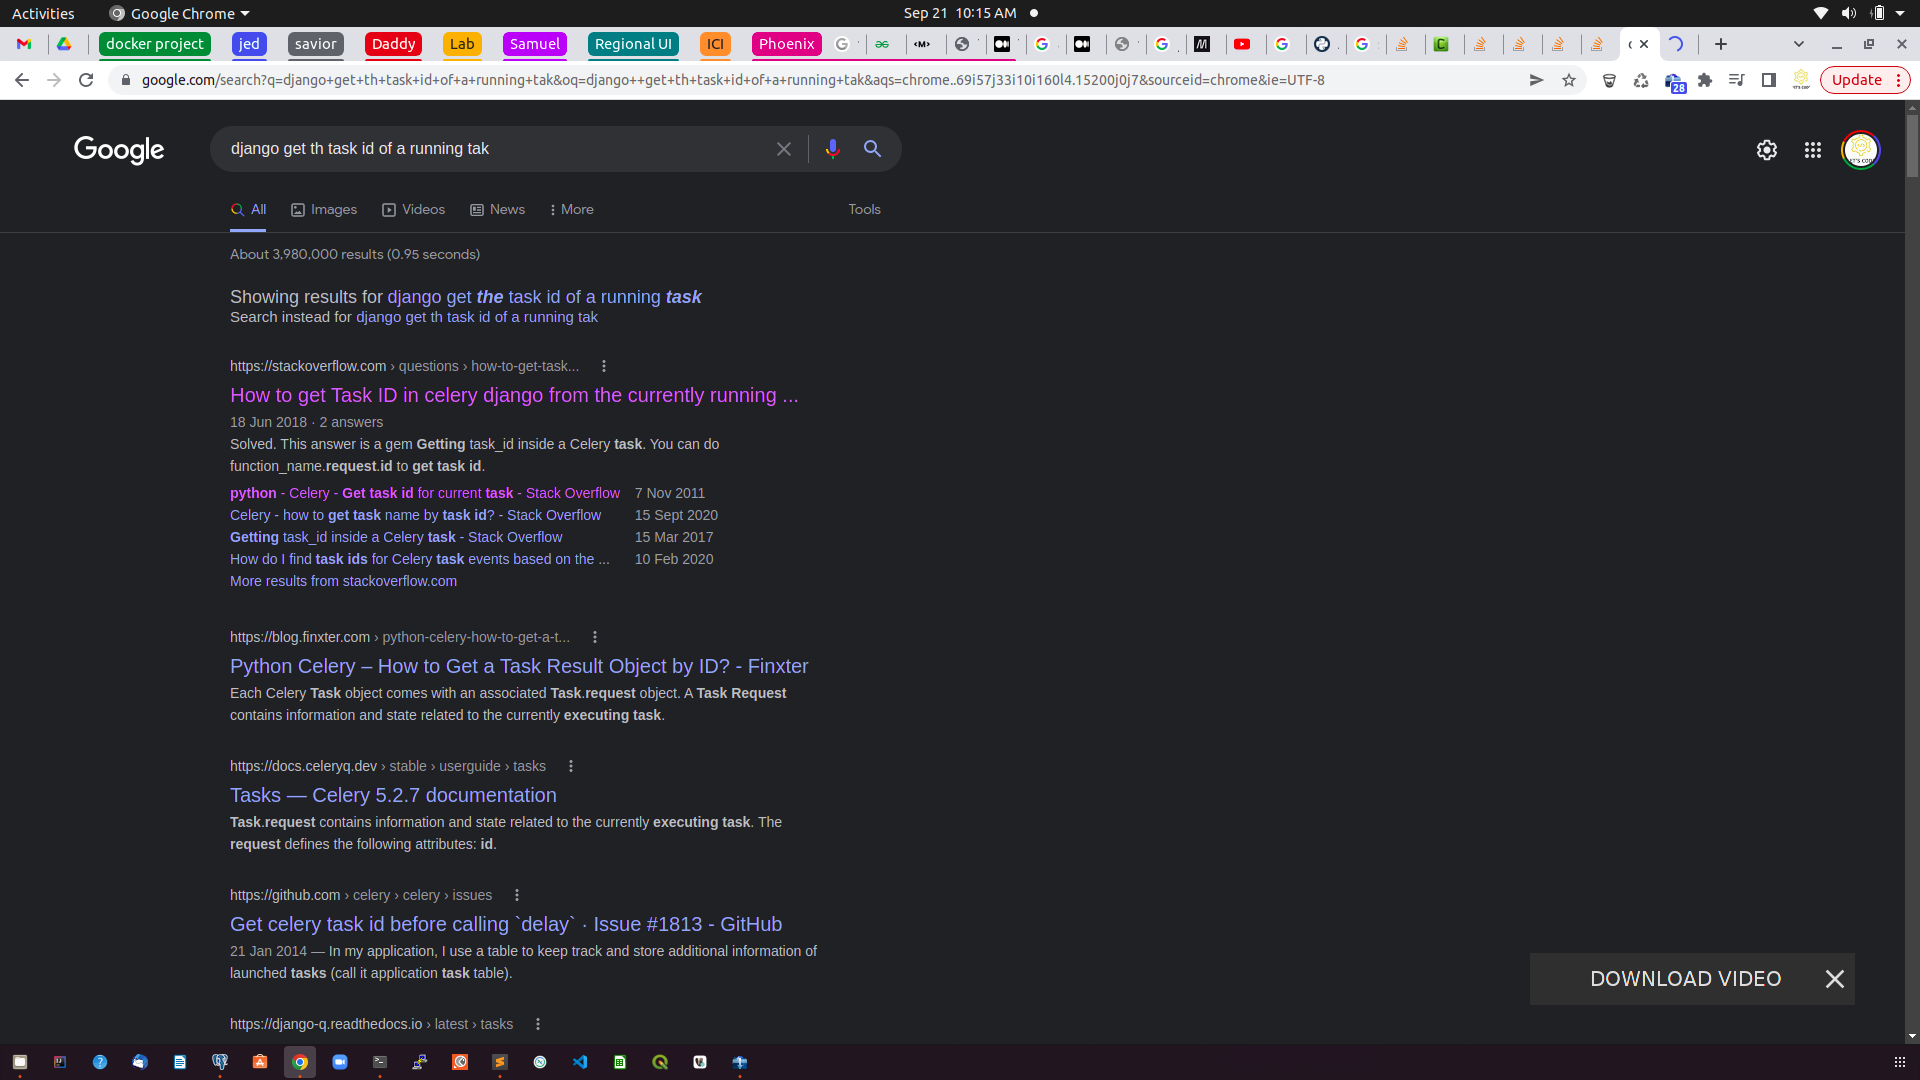 Activities
Google Chrome
Sep 21 10:15 AM
docker project
jed
savior
Daddy
Lab
Samuel
Regional UI
ICI
Phoenix
google.com/search?q=django+get+th+task+id+of+a+running+tak&oq=django++get+th+task+id+of+a+running+tak&aqs=chrome..69i57j33i10i160l4.15200j0j7&sourceid=chrome&ie=UTF-8
28
Update
Google
django get th task id of a running tak
All
Images
Videos
News
More
Tools
About 3,980,000 results (0.95 seconds)
Showing results for django get the task id of a running task
Search instead for django get th task id of a running tak
https://stackoverflow.com › questions › how-to-get-task...
How to get Task ID in celery django from the currently running ...
18 Jun 2018 · 2 answers
Solved. This answer is a gem Getting task_id inside a Celery task. You can do
function_name.request.id to get task id.
python - Celery - Get task id for current task - Stack Overflow 7 Nov 2011
Celery - how to get task name by task id? - Stack Overflow 15 Sept 2020
Getting task_id inside a Celery task - Stack Overflow 15 Mar 2017
How do I find task ids for Celery task events based on the ... 10 Feb 2020
More results from stackoverflow.com
https://blog.finxter.com › python-celery-how-to-get-a-t...
Python Celery – How to Get a Task Result Object by ID? - Finxter
Each Celery Task object comes with an associated Task.request object. A Task Request
contains information and state related to the currently executing task.
https://docs.celeryq.dev › stable › userguide › tasks
Tasks — Celery 5.2.7 documentation
Task.request contains information and state related to the currently executing task. The
request defines the following attributes: id.
https://github.com › celery › celery › issues
Get celery task id before calling `delay` · Issue #1813 - GitHub
21 Jan 2014 — In my application, I use a table to keep track and store additional information of
launched tasks (call it application task table).
DOWNLOAD VIDEO
https://django-q.readthedocs.io › latest › tasks